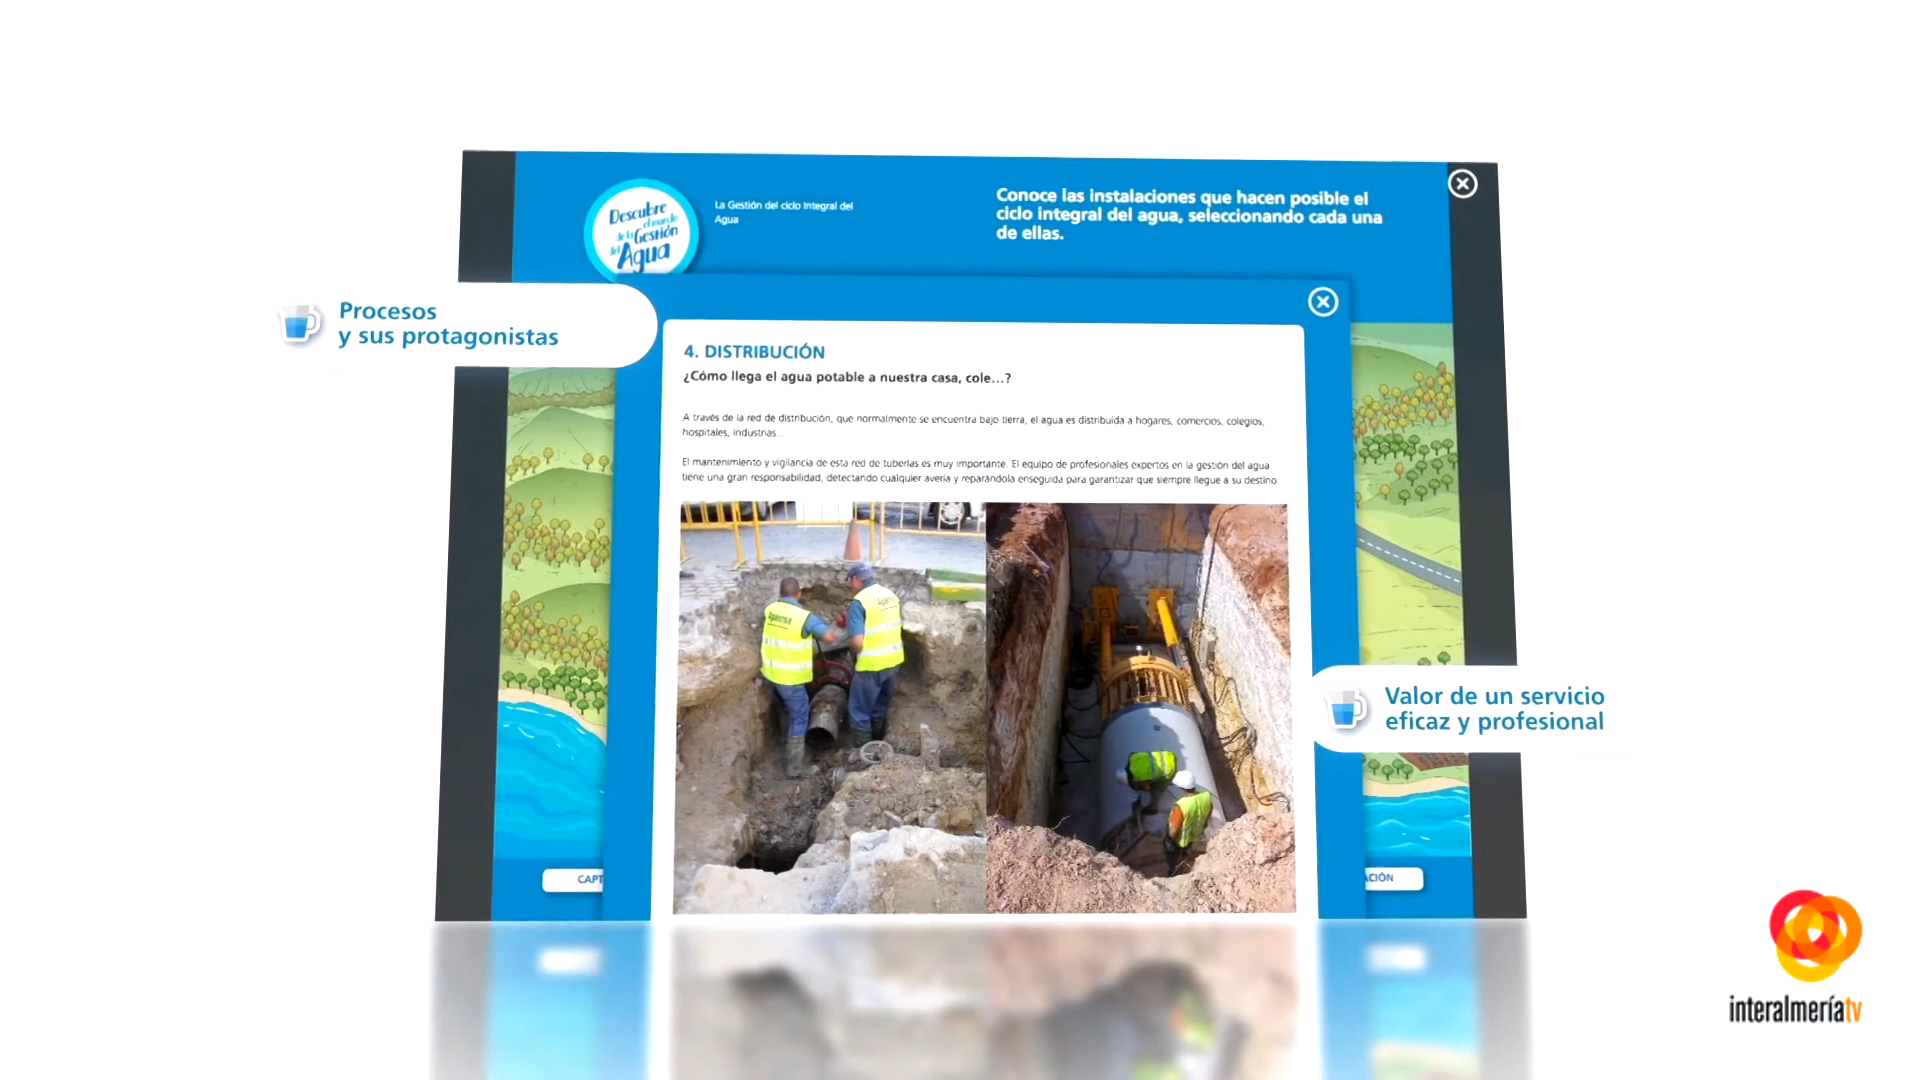 Descubre
el mundo
de la Gestión
del Agua
La Gestión del ciclo Integral del
Agua
Conoce las instalaciones que hacen posible el
ciclo integral del agua, seleccionando cada una
de ellas.
Procesos
y sus protagonistas
4. DISTRIBUCIÓN
¿Cómo llega el agua potable a nuestra casa, cole...?
A través de la red de distribución, que normalmente se encuentra bajo tierra, el agua es distribuida a hogares, comercios, colegios,
hospitales, industrias...
El mantenimiento y vigilancia de esta red de tuberías es muy importante. El equipo de profesionales expertos en la gestión del agua
tiene una gran responsabilidad, detectando cualquier avería y reparándola enseguida para garantizar que siempre llegue a su destino.
Valor de un servicio
eficaz y profesional
CAPT
ACIÓN
interalmeríatv